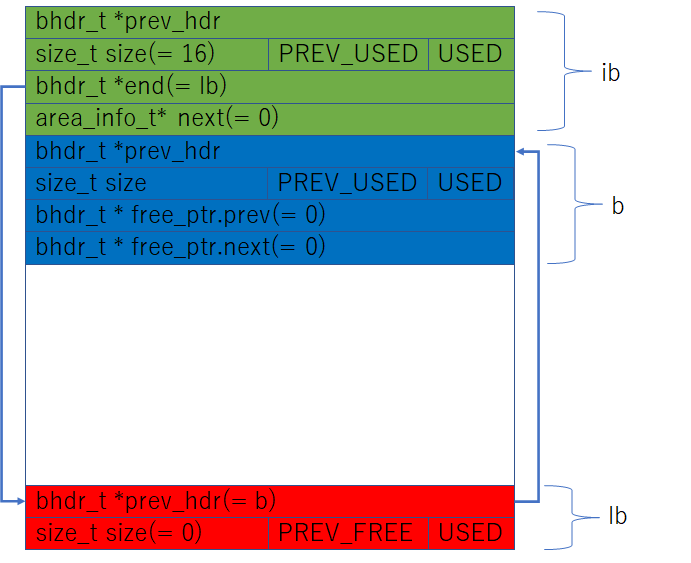 bhdr_t *prev_hdr
size_t size(= 16) PREV_USED USED
ib
bhdr_t *end(= lb)
area_info_t* next(= 0)
bhdr_t *prev_hdr
size_t size PREV_USED USED
b
bhdr_t * free_ptr.prev(= 0)
bhdr_t * free_ptr.next(= 0)
bhdr_t *prev_hdr(= b)
lb
size_t size(= 0) PREV_FREE USED